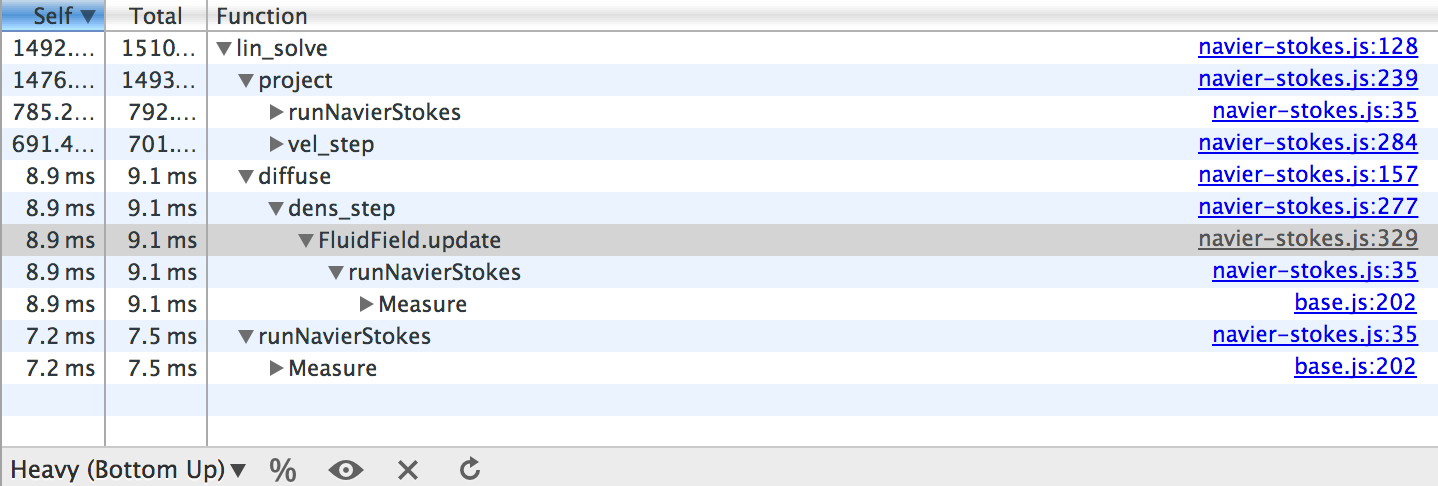 Self ▼ Total Function
1492.... 1510... ▼ lin_solve navier-stokes.js:128
1476.... 1493... ▼ project navier-stokes.js:239
785.2... 792.... ▶ runNavierStokes navier-stokes.js:35
691.4... 701.... ▶ vel_step navier-stokes.js:284
8.9 ms 9.1 ms ▼ diffuse navier-stokes.js:157
8.9 ms 9.1 ms ▼ dens_step navier-stokes.js:277
8.9 ms 9.1 ms ▼ FluidField.update navier-stokes.js:329
8.9 ms 9.1 ms ▼ runNavierStokes navier-stokes.js:35
8.9 ms 9.1 ms ▶ Measure base.js:202
7.2 ms 7.5 ms ▼ runNavierStokes navier-stokes.js:35
7.2 ms 7.5 ms ▶ Measure base.js:202
Heavy (Bottom Up) ▼ %